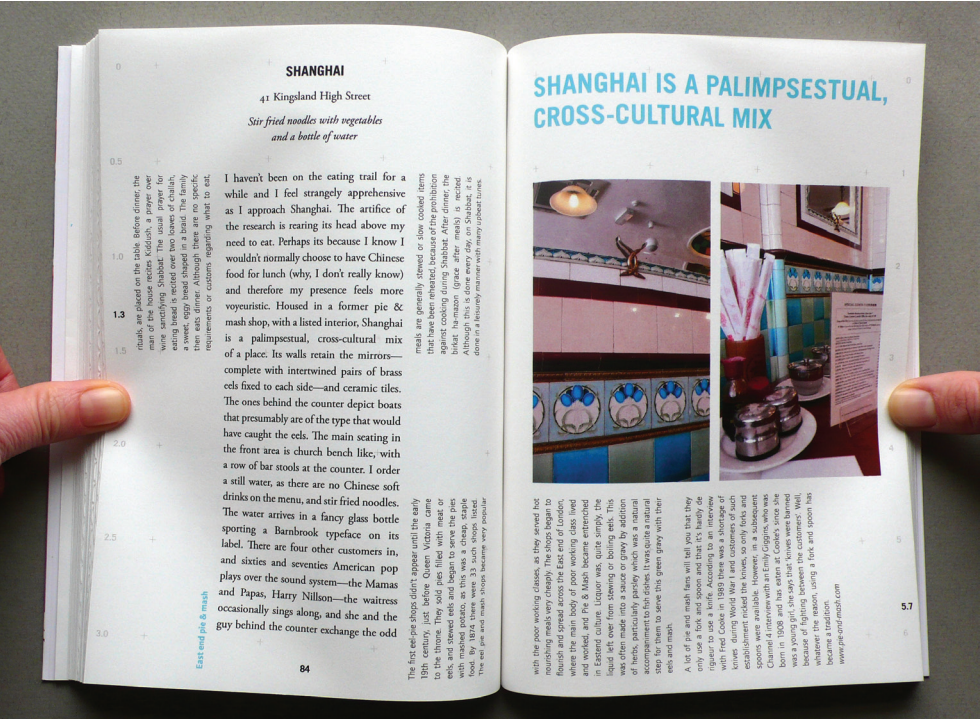 SHANGHAI
41 Kingsland High Street
Stir fried noodles with vegetables
and a bottle of water
I haven't been on the eating trail for a
while and I feel strangely apprehensive
as I approach Shanghai. The artifice of
the research is rearing its head above my
need to eat. Perhaps its because I know I
wouldn't normally choose to have Chinese
food for lunch (why, I don't really know)
and therefore my presence feels more
voyeuristic. Housed in a former pie &
mash shop, with a listed interior, Shanghai
is a palimpsestual, cross-cultural mix
of a place. Its walls retain the mirrors—
complete with intertwined pairs of brass
eels fixed to each side—and ceramic tiles.
The ones behind the counter depict boats
that presumably are of the type that would
have caught the eels. The main seating in
the front area is church bench like, with
a row of bar stools at the counter. I order
a still water, as there are no Chinese soft
drinks on the menu, and stir fried noodles.
The water arrives in a fancy glass bottle
sporting a Barnbrook typeface on its
label. There are four other customers in,
and sixties and seventies American pop
plays over the sound system—the Mamas
and Papas, Harry Nillson—the waitress
occasionally sings along, and she and the
guy behind the counter exchange the odd
84
0
0.5
1.0
1.3
1.5
2.0
2.5
3.0
rituals, are placed on the table. Before dinner, the
man of the house recites Kiddush, a prayer over
wine sanctifying Shabbat. The usual prayer for
eating bread is recited over two loaves of challah,
a sweet, eggy bread shaped in a braid. The family
then eats dinner. Although there are no specific
requirements or customs regarding what to eat,
meals are generally stewed or slow cooked items
that have been reheated, because of the prohibition
against cooking during Shabbat. After dinner, the
birkat ha-mazon (grace after meals) is recited.
Although this is done every day, on Shabbat, it is
done in a leisurely manner with many upbeat tunes.
East end pie & mash
The first eel-pie shops didn't appear until the early
19th century, just before Queen Victoria came
to the throne. They sold pies filled with meat or
eels, and stewed eels and began to serve the pies
with mashed potato, as this was a cheap, staple
food. By 1874 there were 33 such shops listed.
The eel pie and mash shops became very popular
SHANGHAI IS A PALIMPSESTUAL,
CROSS-CULTURAL MIX
with the poor working classes, as they served hot
nourishing meals very cheaply. The shops began to
flourish and spread across the East end of London,
where the main body of poor working glass lived
and worked, and Pie & Mash became entrenched
in Eastend culture. Licquor was, quite simply, the
liquid left over from stewing or boiling eels. This
was often made into a sauce or gravy by addition
of herbs, particularly parsley which was a natural
accompaniment to fish dishes. It was quite a natural
step for them to serve this green gravy with their
eels and mash.
A lot of pie and mash fans will tell you that they
only use a fork and spoon and that it's hardly de
rigueur to use a knife. According to an interview
with Fred Cooke in 1989 there was a shortage of
knives during World War I and customers of such
establishment nicked the knives, so only forks and
spoons were available. However, in a subsequent
Channel 4 interview with an Emily Giggins, who was
born in 1908 and has eaten at Cooke's since she
was a young girl, she says that 'knives were banned
because of fighting between the customers'. Well,
whatever the reason, using a fork and spoon has
became a tradition.
www.pie-and-mash.com
0
1
2
3
4
5
5.7
6